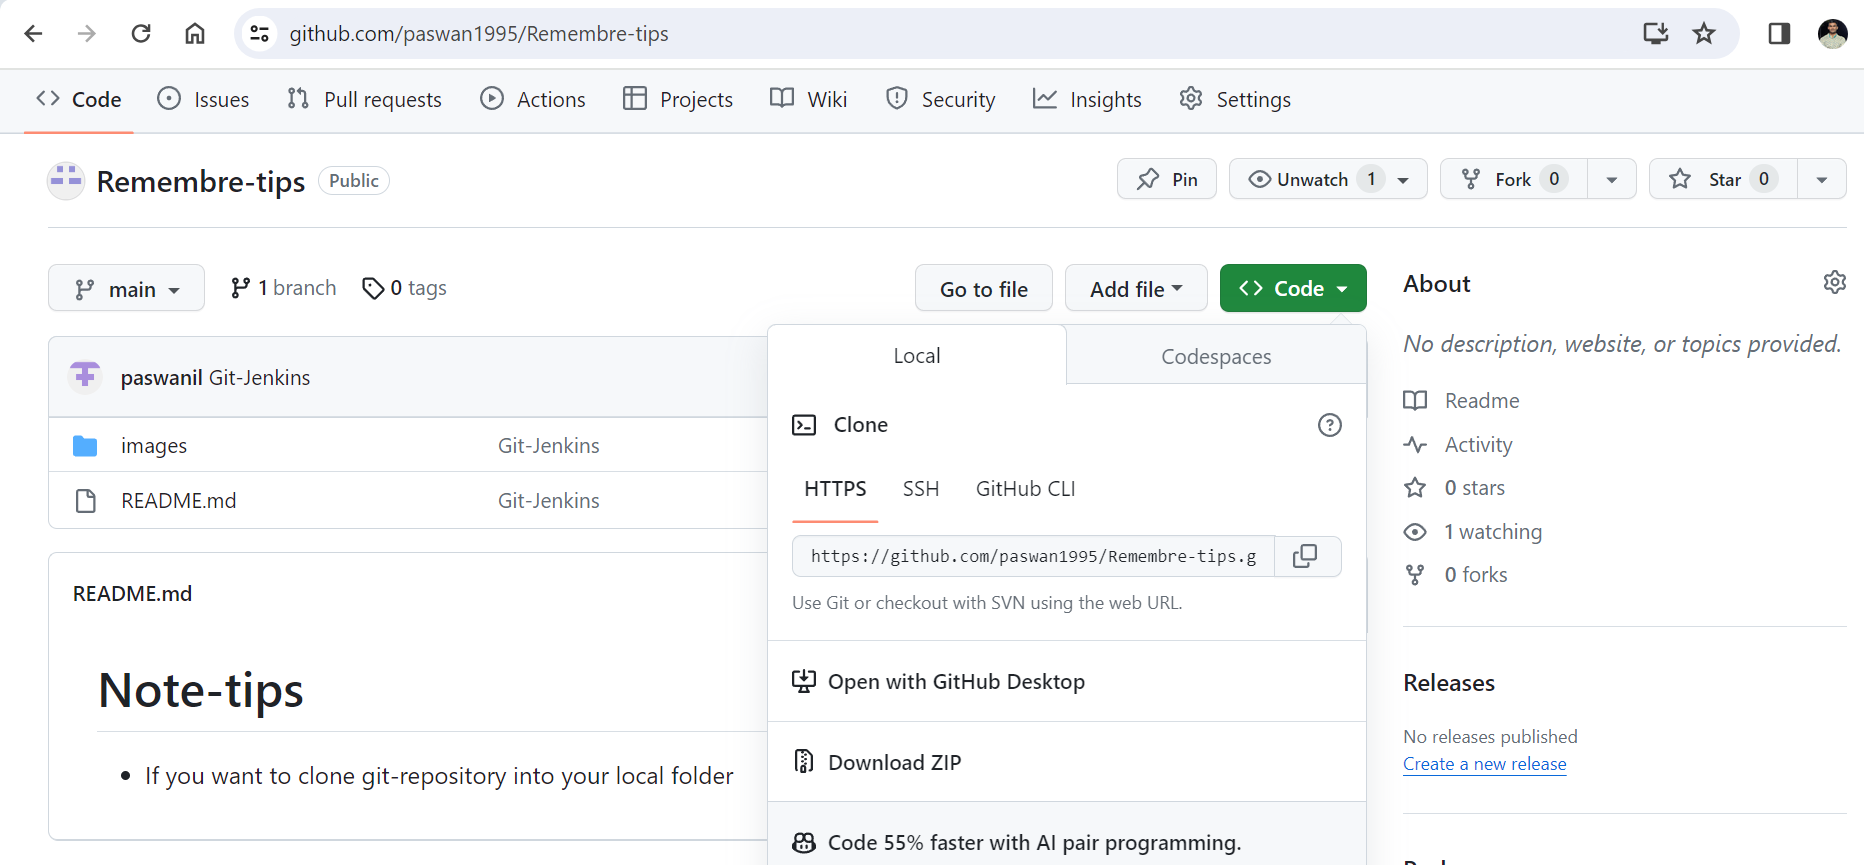 github.com/paswan1995/Remembre-tips
Code Issues Pull requests Actions Projects Wiki Security Insights Settings
Remembre-tips Public Pin Unwatch 1 Fork 0 Star 0
main 1 branch 0 tags Go to file Add file Code
paswanil Git-Jenkins
images Git-Jenkins
README.md Git-Jenkins
README.md
Note-tips
If you want to clone git-repository into your local folder
Local Codespaces
Clone
HTTPS SSH GitHub CLI
https://github.com/paswan1995/Remembre-tips.g
Use Git or checkout with SVN using the web URL.
Open with GitHub Desktop
Download ZIP
Code 55% faster with AI pair programming.
About
No description, website, or topics provided.
Readme
Activity
0 stars
1 watching
0 forks
Releases
No releases published
Create a new release